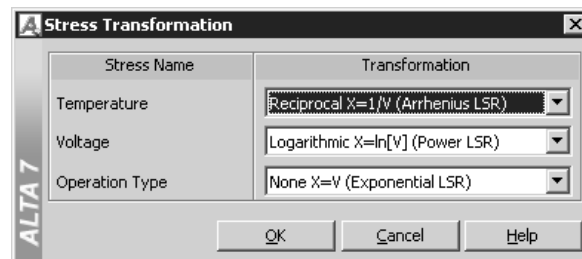 Stress Transformation
Stress Name Transformation
Temperature Reciprocal X=1/V (Arrhenius LSR)
Voltage Logarithmic X=ln[V] (Power LSR)
Operation Type None X=V (Exponential LSR)
ALTA 7
OK Cancel Help